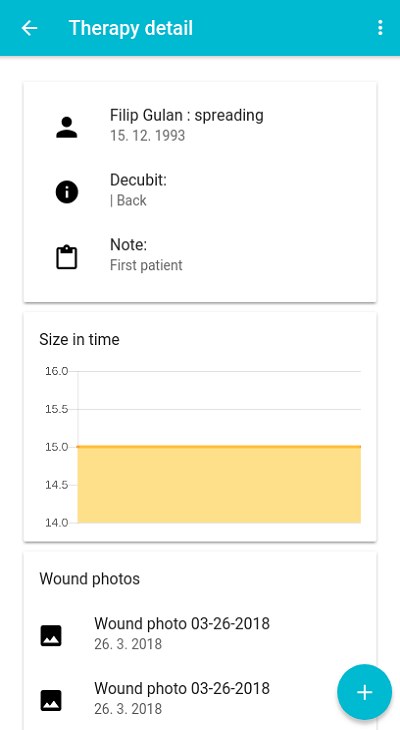 Therapy detail
Filip Gulan : spreading
15. 12. 1993
Decubit:
| Back
Note:
First patient
Size in time
16.0
15.5
15.0
14.5
14.0
Wound photos
Wound photo 03-26-2018
26. 3. 2018
Wound photo 03-26-2018
26. 3. 2018